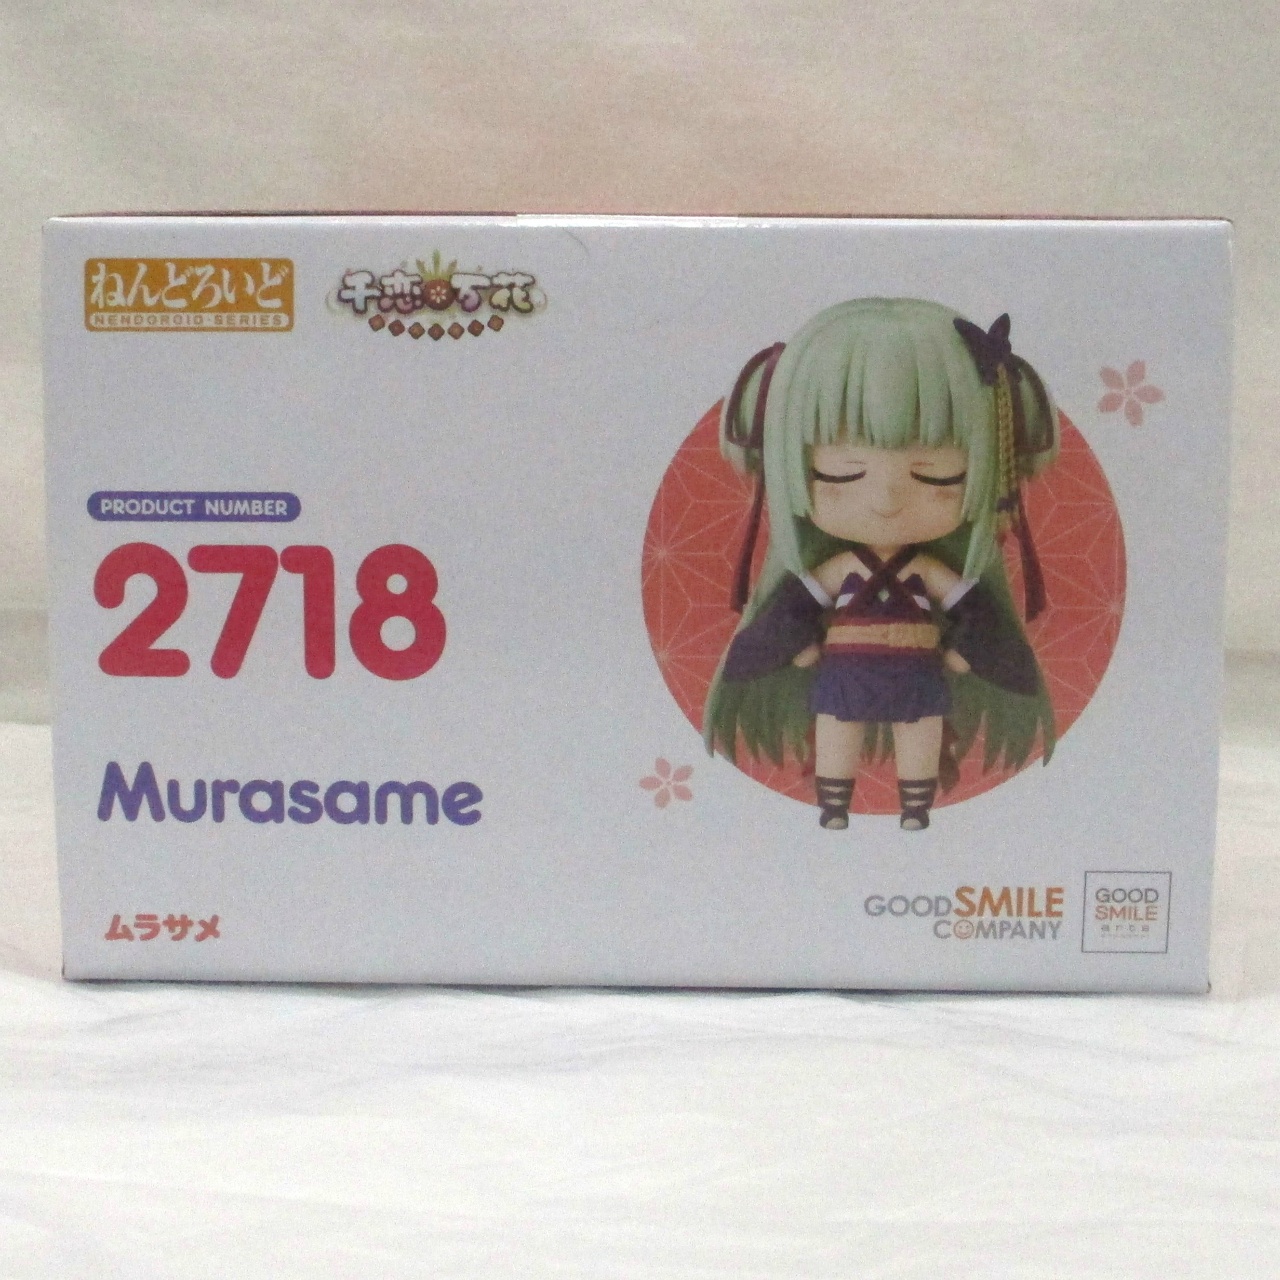 ねんどろいど
NENDOROID SERIES
千恋*万花
PRODUCT NUMBER
2718
Murasame
ムラサメ
GOOD SMILE
COMPANY
GOOD
SMILE
arts